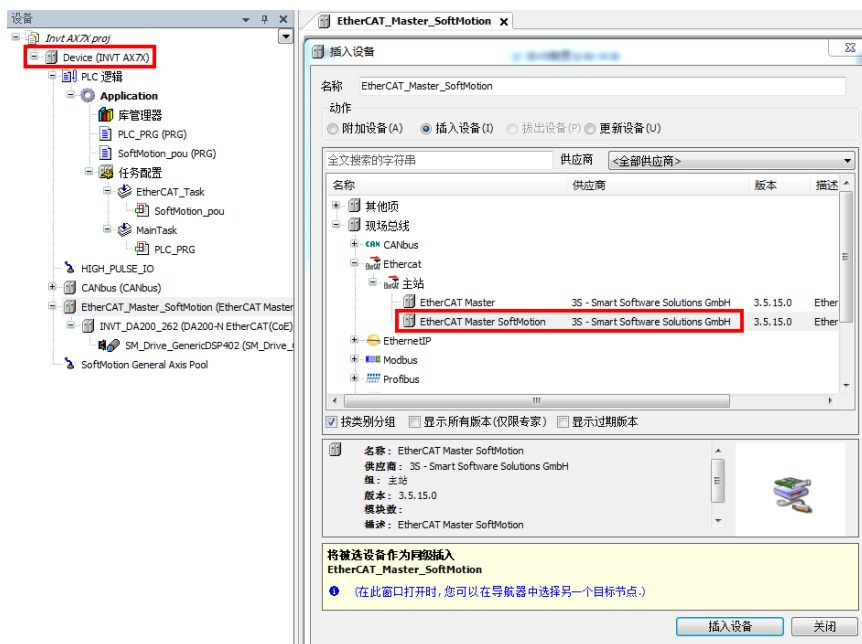 设备
Invt AX7X proj
Device (INVT AX7X)
PLC 逻辑
Application
库管理器
PLC_PRG (PRG)
SoftMotion_pou (PRG)
任务配置
EtherCAT_Task
SoftMotion_pou
MainTask
PLC_PRG
HIGH_PULSE_IO
CANbus (CANbus)
EtherCAT_Master_SoftMotion (EtherCAT Master
INVT_DA200_262 (DA200-N EtherCAT(CoE)
SM_Drive_GenericDSP402 (SM_Drive_
SoftMotion General Axis Pool
EtherCAT_Master_SoftMotion
插入设备
名称 EtherCAT_Master_SoftMotion
动作
附加设备(A) 插入设备(I) 拔出设备(P) 更新设备(U)
全文搜索的字符串 供应商 <全部供应商>
名称 供应商 版本 描述
其他项
现场总线
CAN CANbus
Ethercat
主站
EtherCAT Master 3S - Smart Software Solutions GmbH 3.5.15.0 Ether
EtherCAT Master SoftMotion 3S - Smart Software Solutions GmbH 3.5.15.0 Ether
EthernetIP
Modbus
Profibus
按类别分组 显示所有版本(仅限专家) 显示过期版本
名称: EtherCAT Master SoftMotion
供应商: 3S - Smart Software Solutions GmbH
组: 主站
版本: 3.5.15.0
模块数:
描述: EtherCAT Master SoftMotion
将被选设备作为同级插入
EtherCAT_Master_SoftMotion
(在此窗口打开时,您可以在导航器中选择另一个目标节点.)
插入设备 关闭